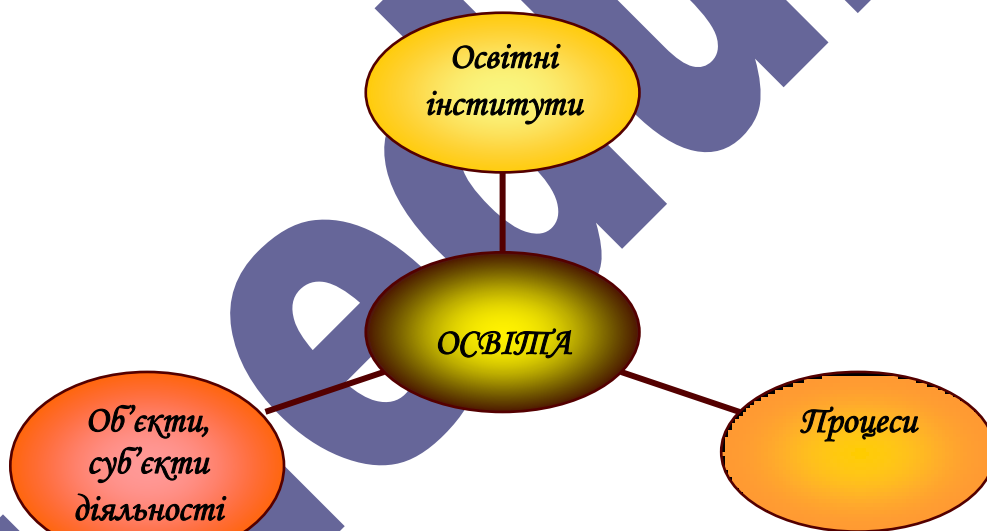 Освітні
інститути
ОСВІТА
Об’єкти,
суб’єкти
діяльності
Процеси